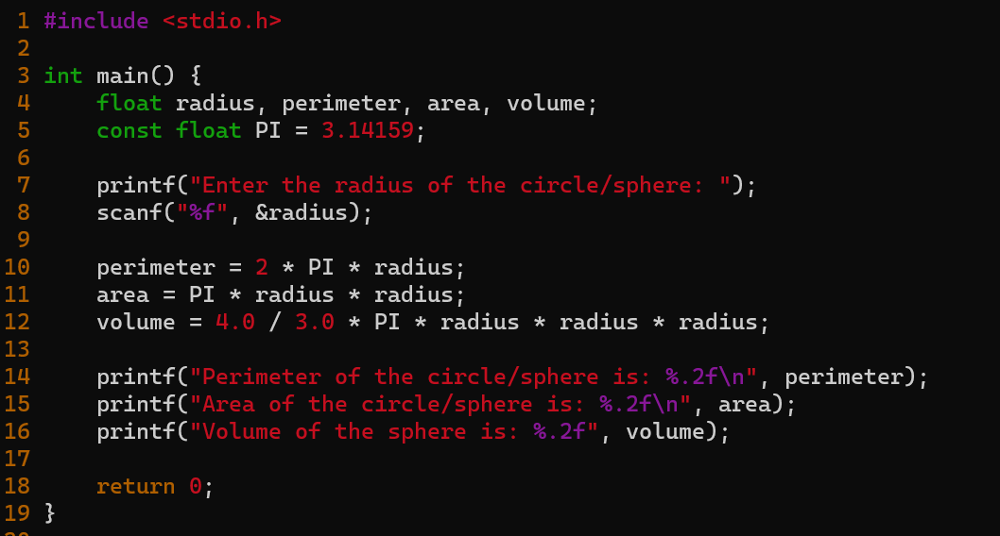 1 #include <stdio.h>
2
3 int main() {
4     float radius, perimeter, area, volume;
5     const float PI = 3.14159;
6
7     printf("Enter the radius of the circle/sphere: ");
8     scanf("%f", &radius);
9
10     perimeter = 2 * PI * radius;
11     area = PI * radius * radius;
12     volume = 4.0 / 3.0 * PI * radius * radius * radius;
13
14     printf("Perimeter of the circle/sphere is: %.2f\n", perimeter);
15     printf("Area of the circle/sphere is: %.2f\n", area);
16     printf("Volume of the sphere is: %.2f", volume);
17
18     return 0;
19 }